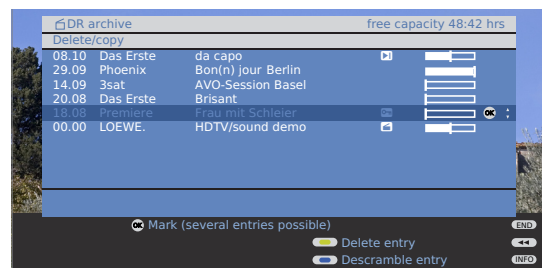 DR archive free capacity 48:42 hrs
Delete/copy
08.10 Das Erste da capo
29.09 Phoenix Bon(n) jour Berlin
14.09 3sat AVO-Session Basel
20.08 Das Erste Brisant
18.08 Premiere Frau mit Schleier OK
00.00 LOEWE. HDTV/sound demo
OK Mark (several entries possible) END
Delete entry
Descramble entry INFO